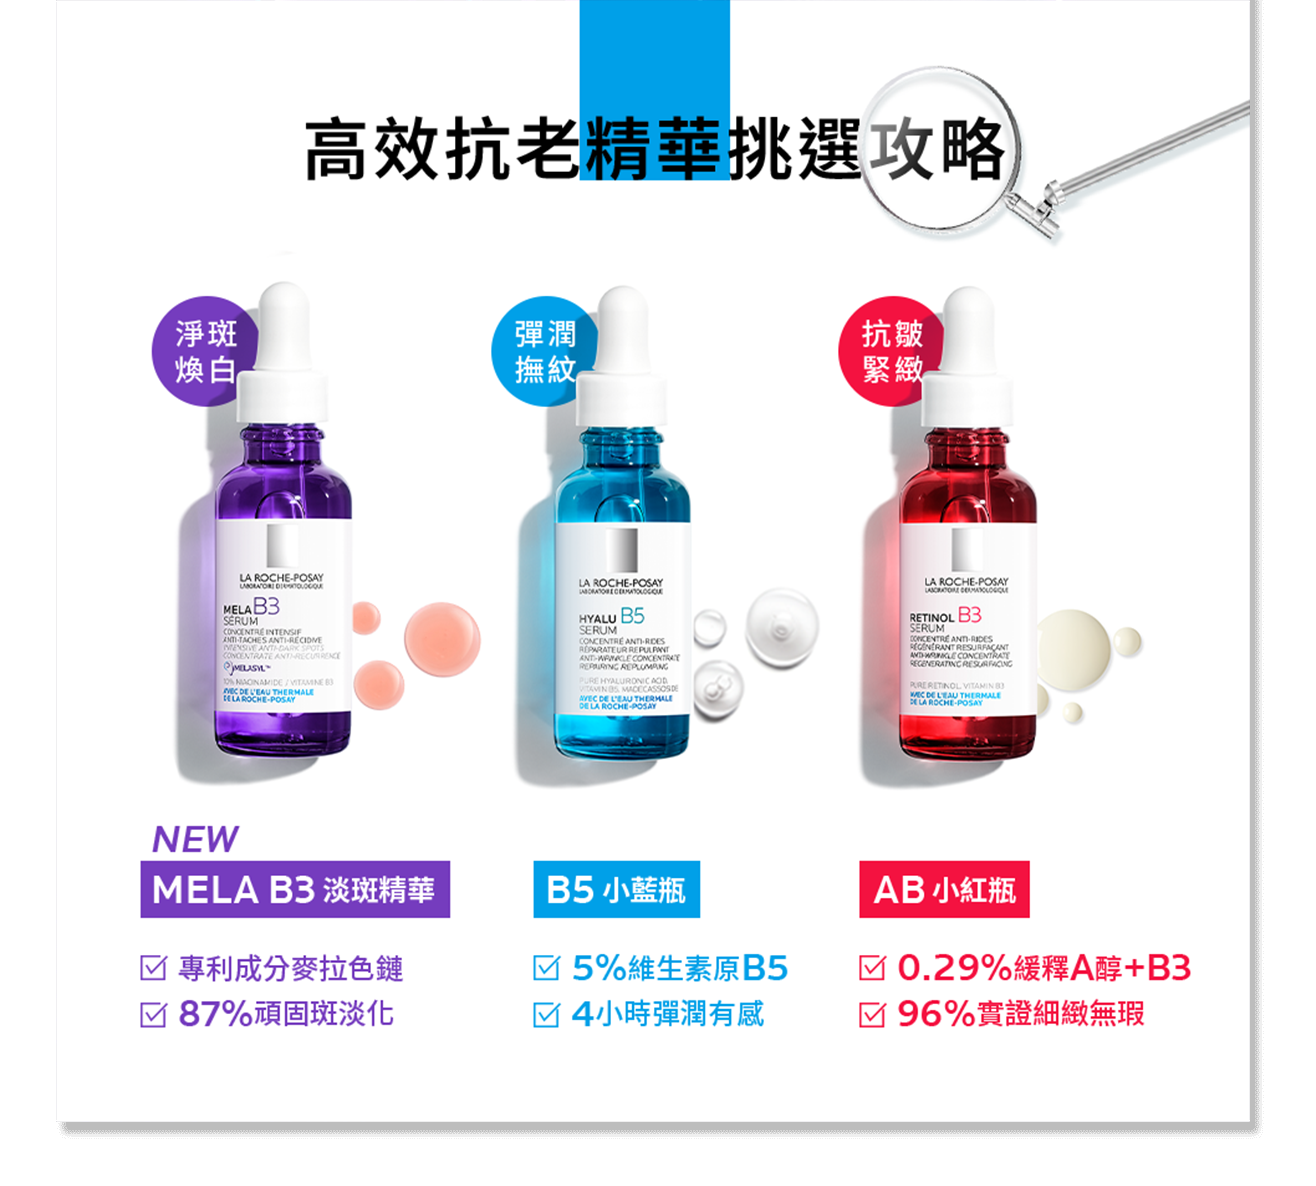 高效抗老精華挑選攻略
淨斑
煥白
彈潤
撫紋
抗皺
緊緻
LA ROCHE-POSAY
LABORATOIRE DERMATOLOGIQUE
MELA B3
SERUM
CONCENTRÉ INTENSIF
ANTI-TACHES ANTI-RÉCIDIVE
INTENSIVE ANTI-DARK SPOTS
CONCENTRATE ANTI-RECURRENCE
MELASYL™
10% NIACINAMIDE / VITAMINE B3
AVEC DE L'EAU THERMALE
DE LA ROCHE-POSAY
LA ROCHE-POSAY
LABORATOIRE DERMATOLOGIQUE
HYALU B5
SERUM
CONCENTRÉ ANTI-RIDES
RÉPARATEUR REPULPANT
ANTI-WRINKLE CONCENTRATE
REPAIRING REPLUMPING
PURE HYALURONIC ACID,
VITAMIN B5, MADECASSOSIDE
AVEC DE L'EAU THERMALE
DE LA ROCHE-POSAY
LA ROCHE-POSAY
LABORATOIRE DERMATOLOGIQUE
RETINOL B3
SERUM
CONCENTRÉ ANTI-RIDES
RÉGÉNÉRANT RESURFAÇANT
ANTI-WRINKLE CONCENTRATE
REGENERATING RESURFACING
PURE RETINOL, VITAMIN B3
AVEC DE L'EAU THERMALE
DE LA ROCHE-POSAY
NEW
MELA B3 淡斑精華
專利成分麥拉色鏈
87%頑固斑淡化
B5 小藍瓶
5%維生素原B5
4小時彈潤有感
AB 小紅瓶
0.29%緩釋A醇+B3
96%實證細緻無瑕